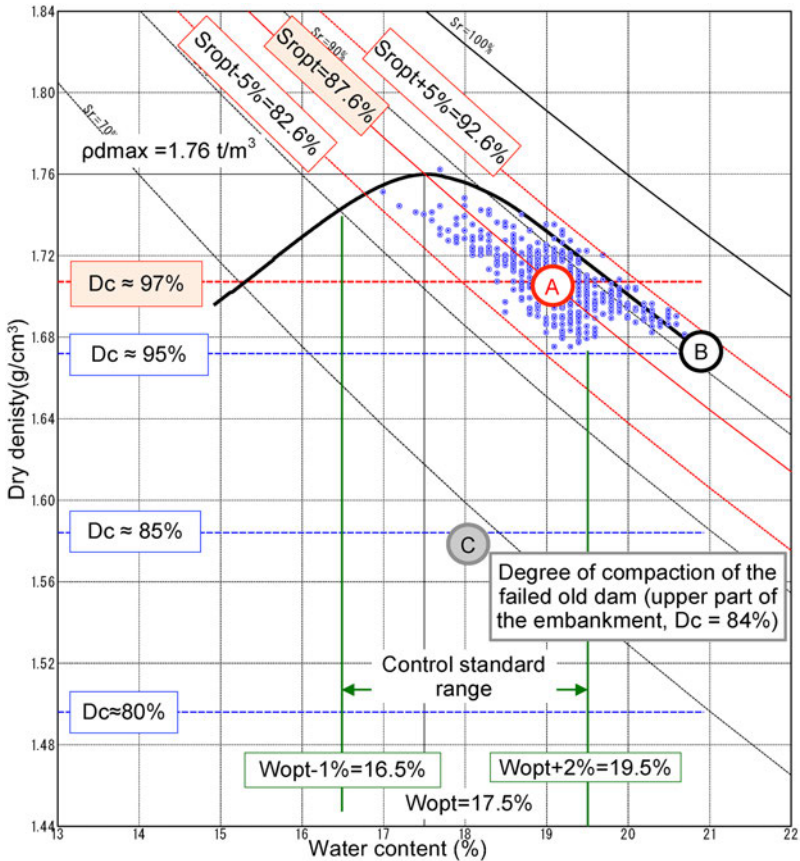 1.84
1.80
1.76
1.72
1.68
1.64
1.60
1.56
1.52
1.48
1.44
Dry denisty(g/cm³)
Sr=70%
Sr=90%
Sr=100%
Sropt-5%=82.6%
Sropt=87.6%
Sropt+5%=92.6%
ρdmax =1.76 t/m³
Dc ≈ 97%
A
Dc ≈ 95%
B
Dc ≈ 85%
C
Degree of compaction of the
failed old dam (upper part of
the embankment, Dc = 84%)
Control standard
range
Dc≈80%
Wopt-1%=16.5%
Wopt+2%=19.5%
Wopt=17.5%
13 14 15 16 17 18 19 20 21 22
Water content (%)